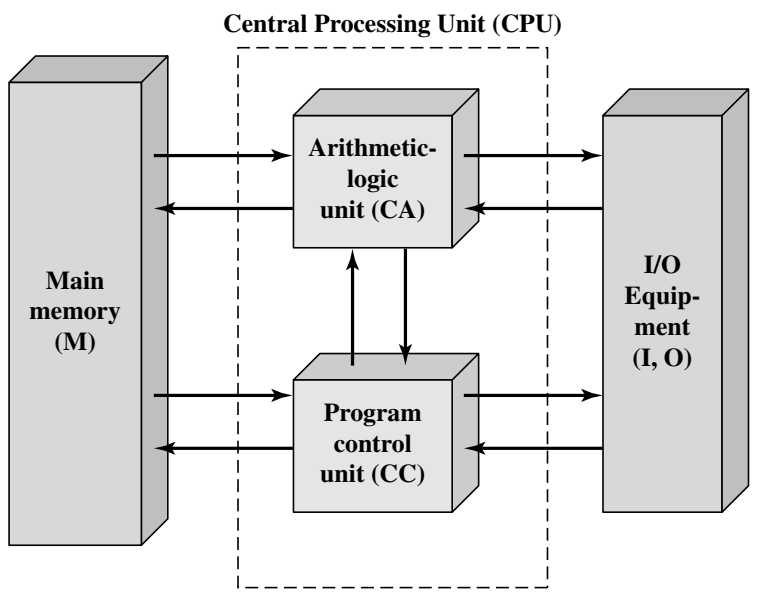 Central Processing Unit (CPU)
Main
memory
(M)
Arithmetic-
logic
unit (CA)
Program
control
unit (CC)
I/O
Equip-
ment
(I, O)